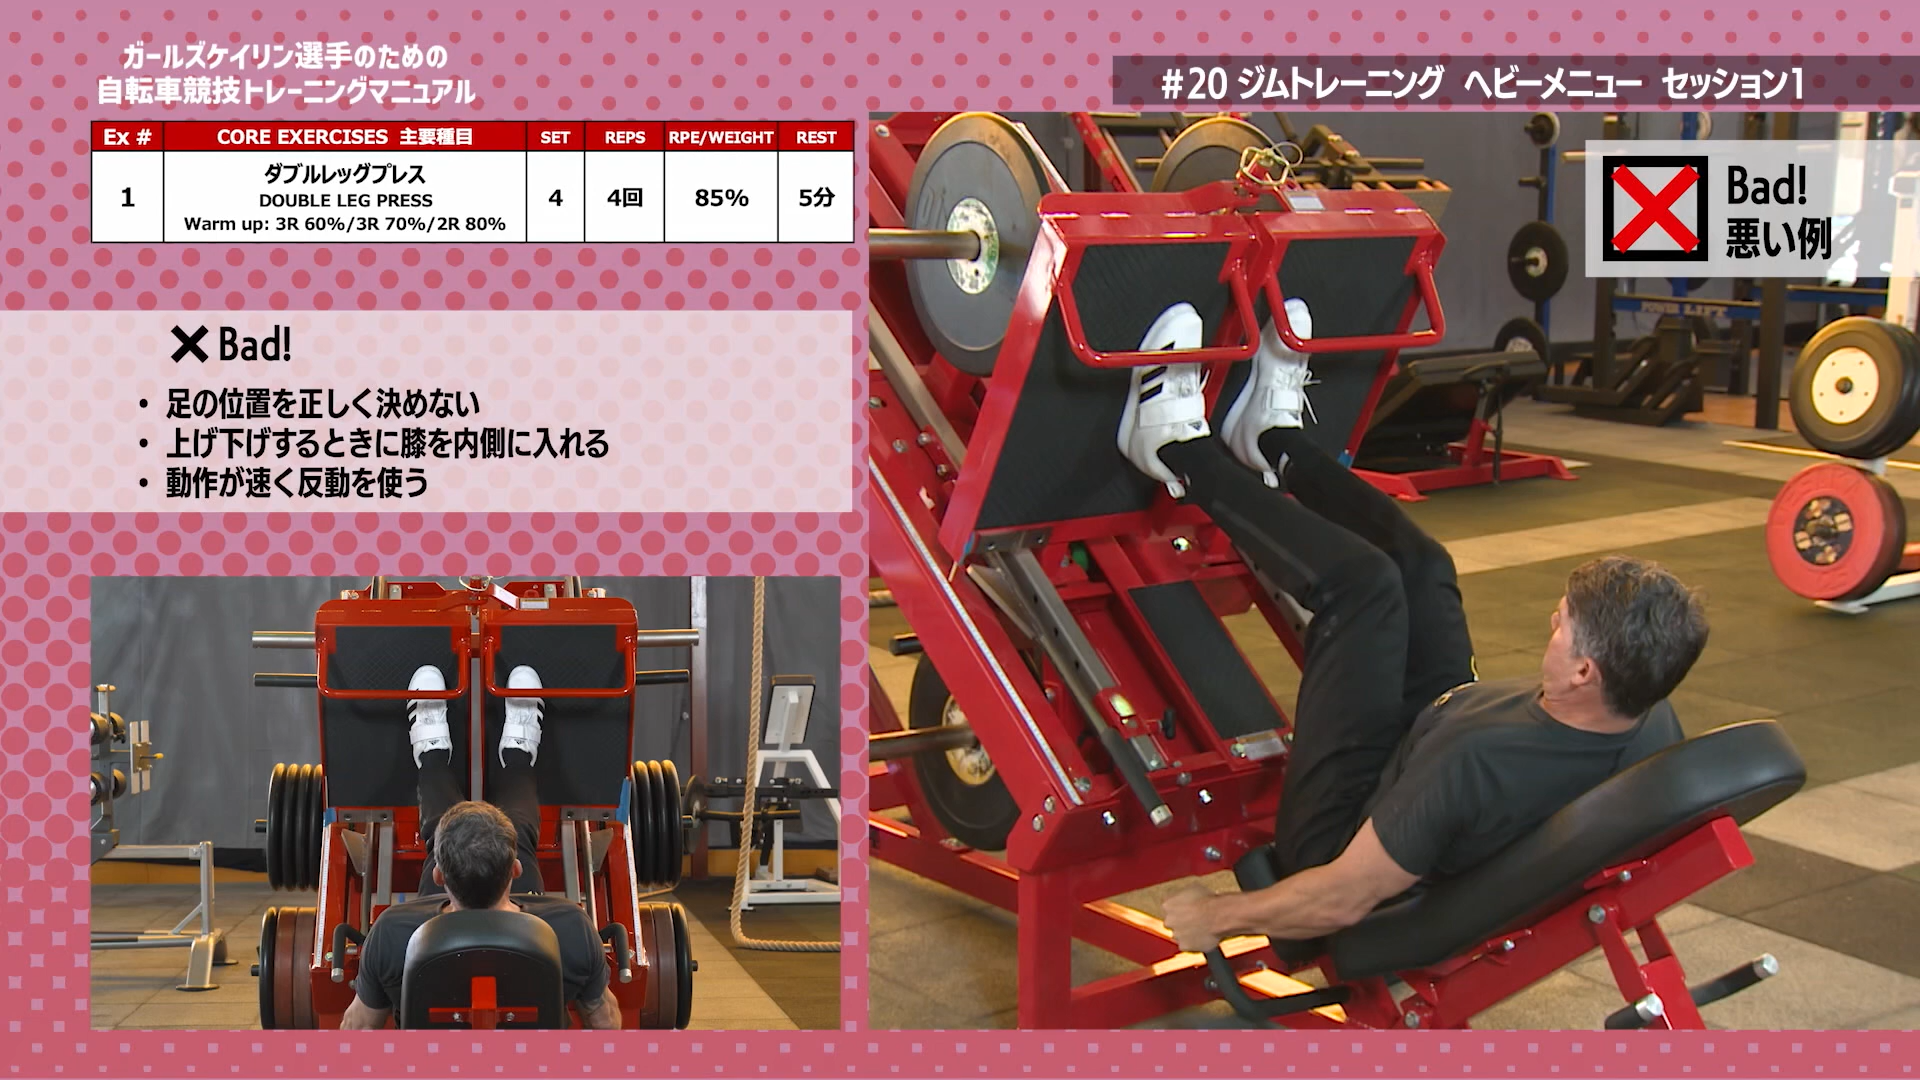 ガールズケイリン選手のための
自転車競技トレーニングマニュアル
#20 ジムトレーニング ヘビーメニュー セッション1
Ex # CORE EXERCISES 主要種目 SET REPS RPE/WEIGHT REST
1 ダブルレッグプレス 4 4回 85% 5分
DOUBLE LEG PRESS
Warm up: 3R 60%/3R 70%/2R 80%
Bad!
悪い例
× Bad!
・ 足の位置を正しく決めない
・ 上げ下げするときに膝を内側に入れる
・ 動作が速く反動を使う
POWER LIFT